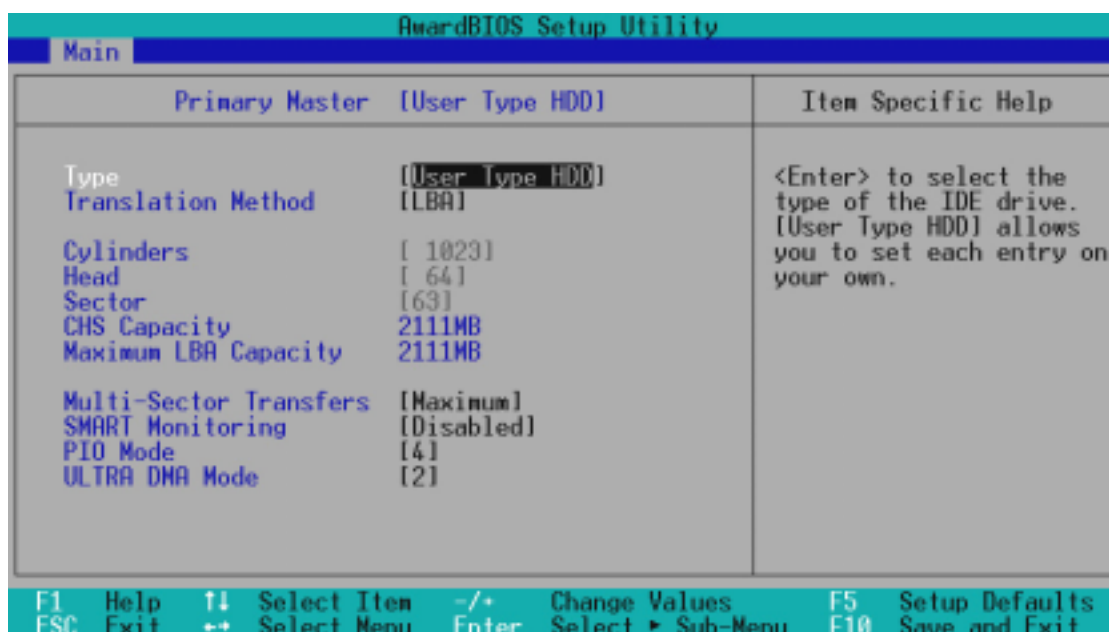 AwardBIOS Setup Utility
Main
Primary Master [User Type HDD]
Item Specific Help
Type [User Type HDD]
Translation Method [LBA]
Cylinders [ 1023]
Head [ 64]
Sector [63]
CHS Capacity 2111MB
Maximum LBA Capacity 2111MB
Multi-Sector Transfers [Maximum]
SMART Monitoring [Disabled]
PIO Mode [4]
ULTRA DMA Mode [2]
<Enter> to select the
type of the IDE drive.
[User Type HDD] allows
you to set each entry on
your own.
F1 Help ↑↓ Select Item -/+ Change Values F5 Setup Defaults
ESC Exit ←→ Select Menu Enter Select ► Sub-Menu F10 Save and Exit